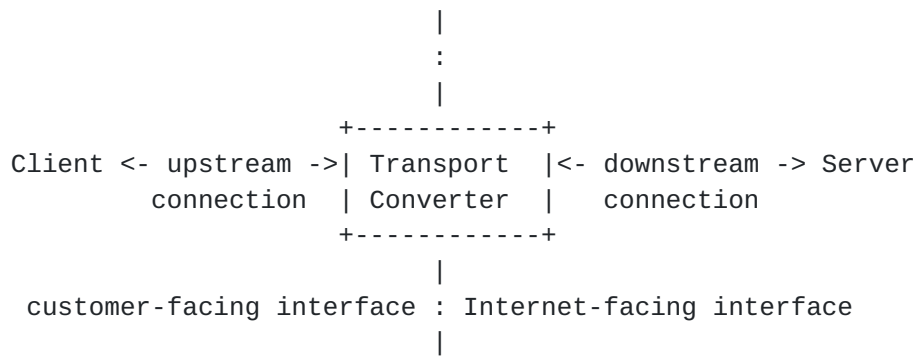 |
:
|
+------------+
Client <- upstream ->| Transport |<- downstream -> Server
connection | Converter | connection
+------------+
|
customer-facing interface : Internet-facing interface
|